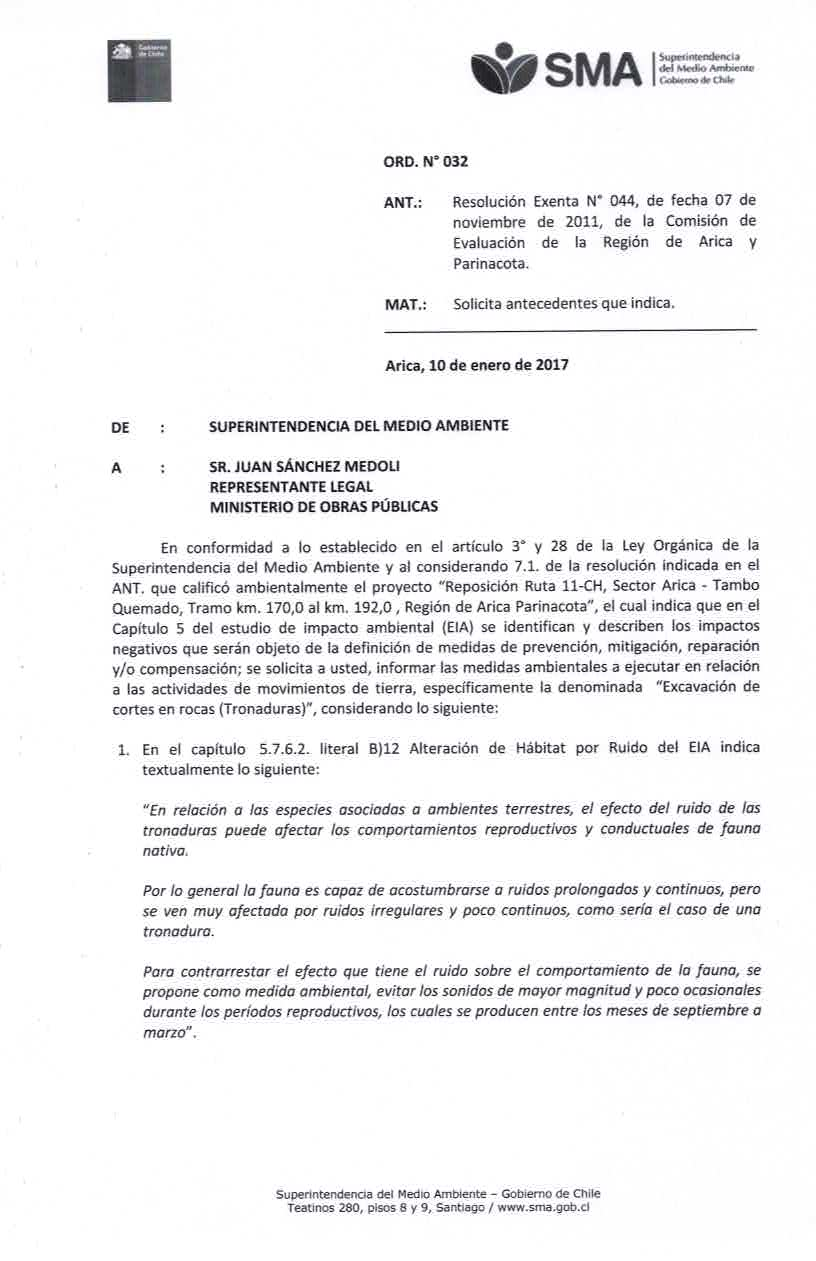 Gobierno
de Chile
SMA
Superintendencia
del Medio Ambiente
Gobierno de Chile
ORD. N° 032
ANT.: Resolución Exenta N° 044, de fecha 07 de
noviembre de 2011, de la Comisión de
Evaluación de la Región de Arica y
Parinacota.
MAT.: Solicita antecedentes que indica.
Arica, 10 de enero de 2017
DE : SUPERINTENDENCIA DEL MEDIO AMBIENTE
A : SR. JUAN SÁNCHEZ MEDOLI
REPRESENTANTE LEGAL
MINISTERIO DE OBRAS PÚBLICAS
En conformidad a lo establecido en el artículo 3° y 28 de la Ley Orgánica de la
Superintendencia del Medio Ambiente y al considerando 7.1. de la resolución indicada en el
ANT. que calificó ambientalmente el proyecto "Reposición Ruta 11-CH, Sector Arica - Tambo
Quemado, Tramo km. 170,0 al km. 192,0 , Región de Arica Parinacota", el cual indica que en el
Capítulo 5 del estudio de impacto ambiental (EIA) se identifican y describen los impactos
negativos que serán objeto de la definición de medidas de prevención, mitigación, reparación
y/o compensación; se solicita a usted, informar las medidas ambientales a ejecutar en relación
a las actividades de movimientos de tierra, específicamente la denominada "Excavación de
cortes en rocas (Tronaduras)", considerando lo siguiente:
1. En el capítulo 5.7.6.2. literal B)12 Alteración de Hábitat por Ruido del EIA indica
textualmente lo siguiente:
"En relación a las especies asociadas a ambientes terrestres, el efecto del ruido de las
tronaduras puede afectar los comportamientos reproductivos y conductuales de fauna
nativa.
Por lo general la fauna es capaz de acostumbrarse a ruidos prolongados y continuos, pero
se ven muy afectada por ruidos irregulares y poco continuos, como sería el caso de una
tronadura.
Para contrarrestar el efecto que tiene el ruido sobre el comportamiento de la fauna, se
propone como medida ambiental, evitar los sonidos de mayor magnitud y poco ocasionales
durante los períodos reproductivos, los cuales se producen entre los meses de septiembre a
marzo".
Superintendencia del Medio Ambiente – Gobierno de Chile
Teatinos 280, pisos 8 y 9, Santiago / www.sma.gob.cl